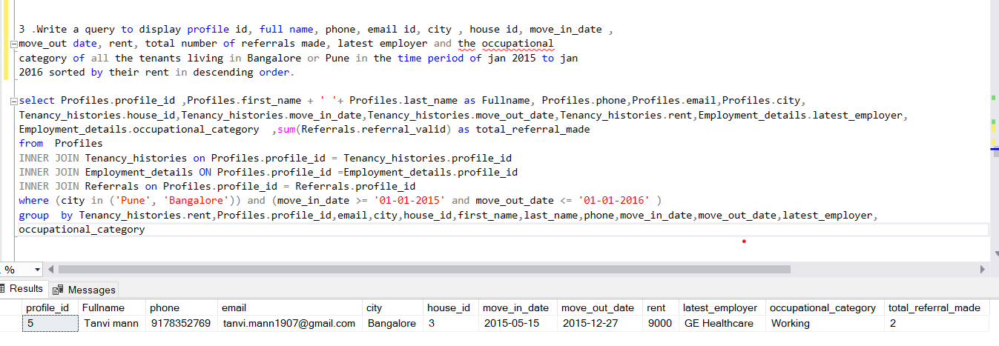 3 .Write a query to display profile id, full name, phone, email id, city , house id, move_in_date ,
move_out date, rent, total number of referrals made, latest employer and the occupational
category of all the tenants living in Bangalore or Pune in the time period of jan 2015 to jan
2016 sorted by their rent in descending order.
select Profiles.profile_id ,Profiles.first_name + ' '+ Profiles.last_name as Fullname, Profiles.phone,Profiles.email,Profiles.city,
Tenancy_histories.house_id,Tenancy_histories.move_in_date,Tenancy_histories.move_out_date,Tenancy_histories.rent,Employment_details.latest_employer,
Employment_details.occupational_category  ,sum(Referrals.referral_valid) as total_referral_made
from  Profiles
INNER JOIN Tenancy_histories on Profiles.profile_id = Tenancy_histories.profile_id
INNER JOIN Employment_details ON Profiles.profile_id =Employment_details.profile_id
INNER JOIN Referrals on Profiles.profile_id = Referrals.profile_id
where (city in ('Pune', 'Bangalore')) and (move_in_date >= '01-01-2015' and move_out_date <= '01-01-2016' )
group  by Tenancy_histories.rent,Profiles.profile_id,email,city,house_id,first_name,last_name,phone,move_in_date,move_out_date,latest_employer,
occupational_category
%
Results Messages
profile_id Fullname phone email city house_id move_in_date move_out_date rent latest_employer occupational_category total_referral_made
5 Tanvi mann 9178352769 tanvi.mann1907@gmail.com Bangalore 3 2015-05-15 2015-12-27 9000 GE Healthcare Working 2